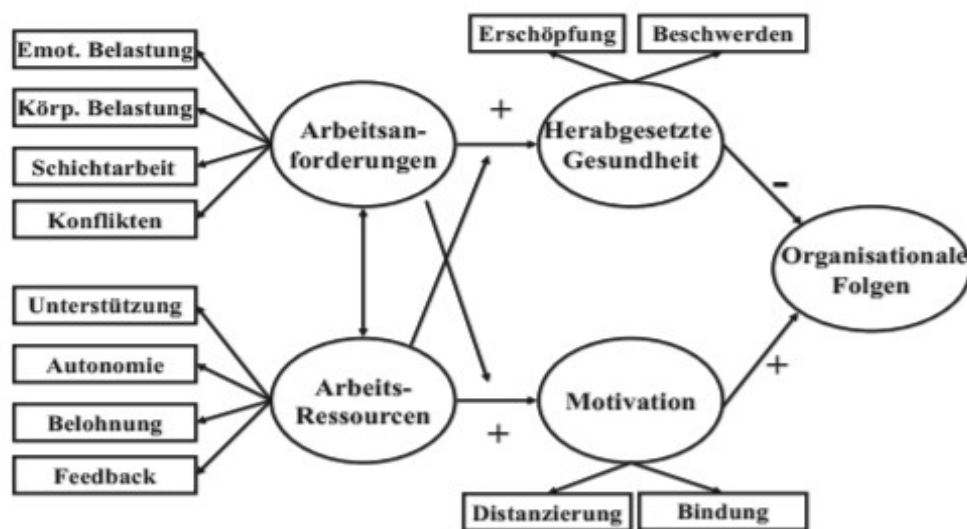 Emot. Belastung
Körp. Belastung
Schichtarbeit
Konflikten
Unterstützung
Autonomie
Belohnung
Feedback
Arbeitsan-
forderungen
Arbeits-
Ressourcen
+
+
Erschöpfung
Beschwerden
Herabgesetzte
Gesundheit
Motivation
Distanzierung
Bindung
-
+
Organisationale
Folgen